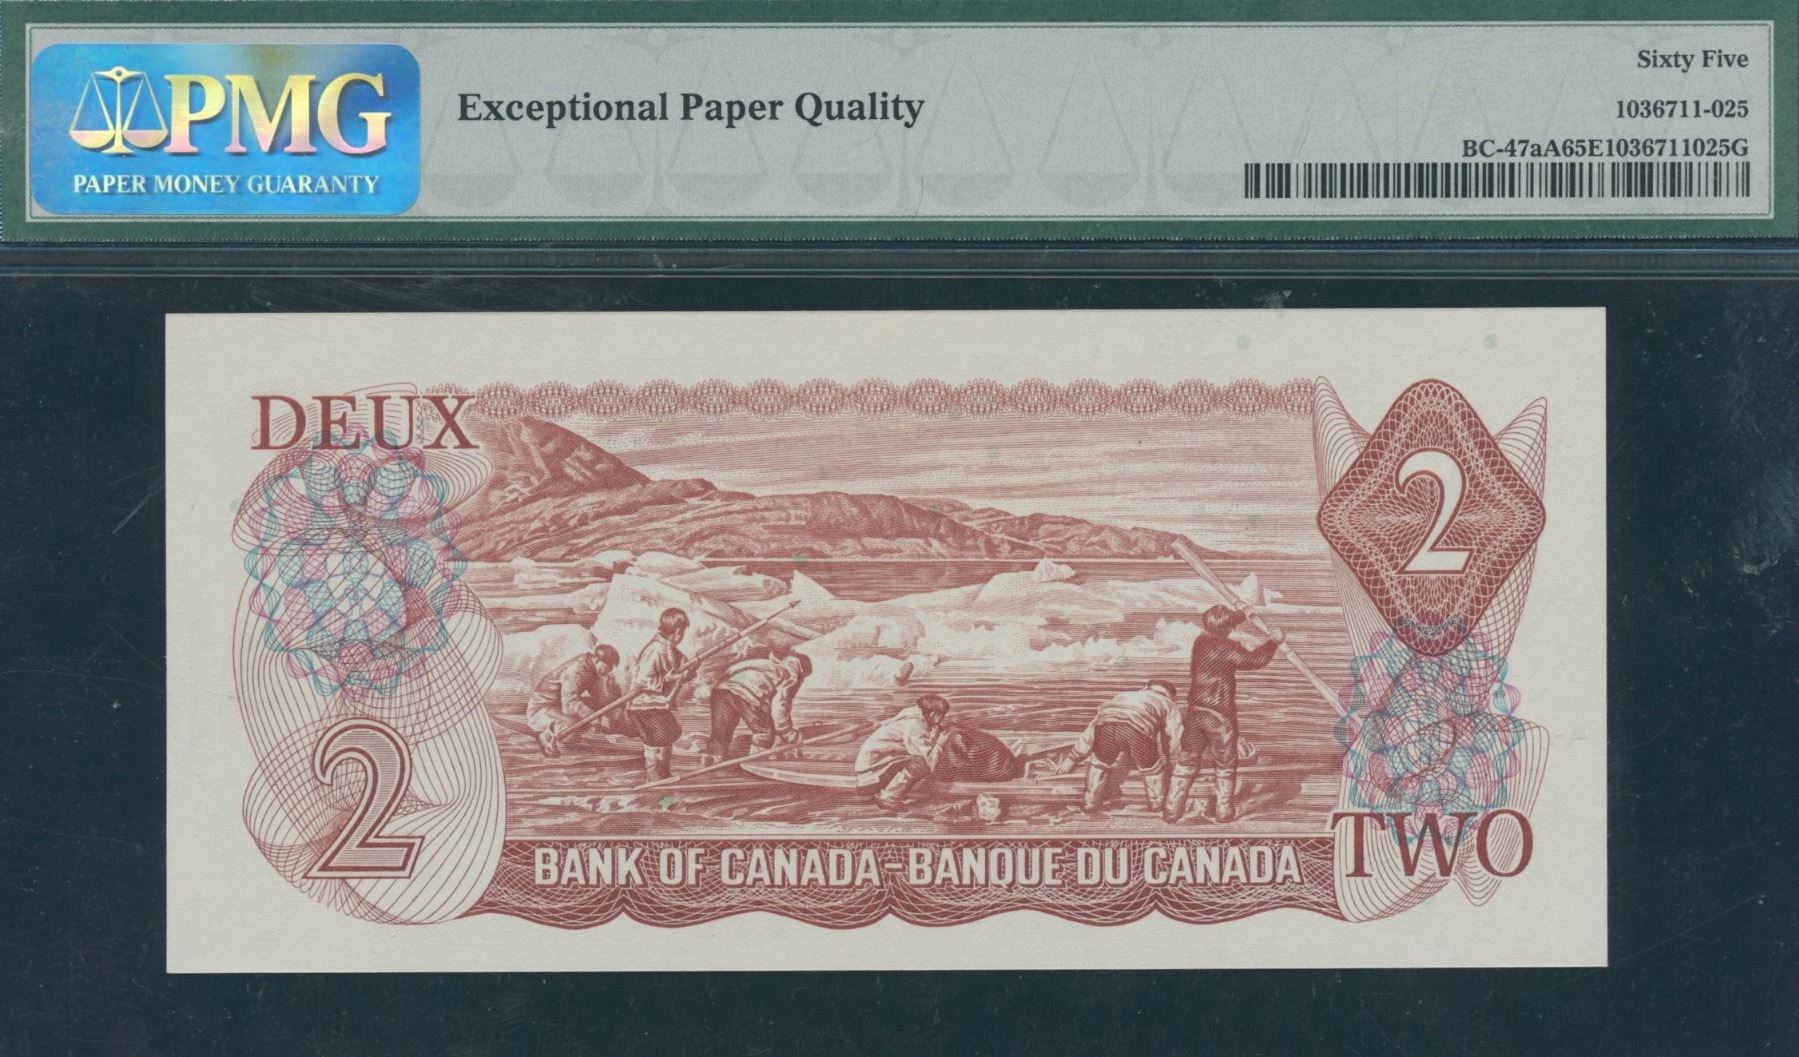 PMG
PAPER MONEY GUARANTY
Exceptional Paper Quality
Sixty Five
1036711-025
BC-47aA65E1036711025G
DEUX
2
2
BANK OF CANADA-BANQUE DU CANADA
TWO